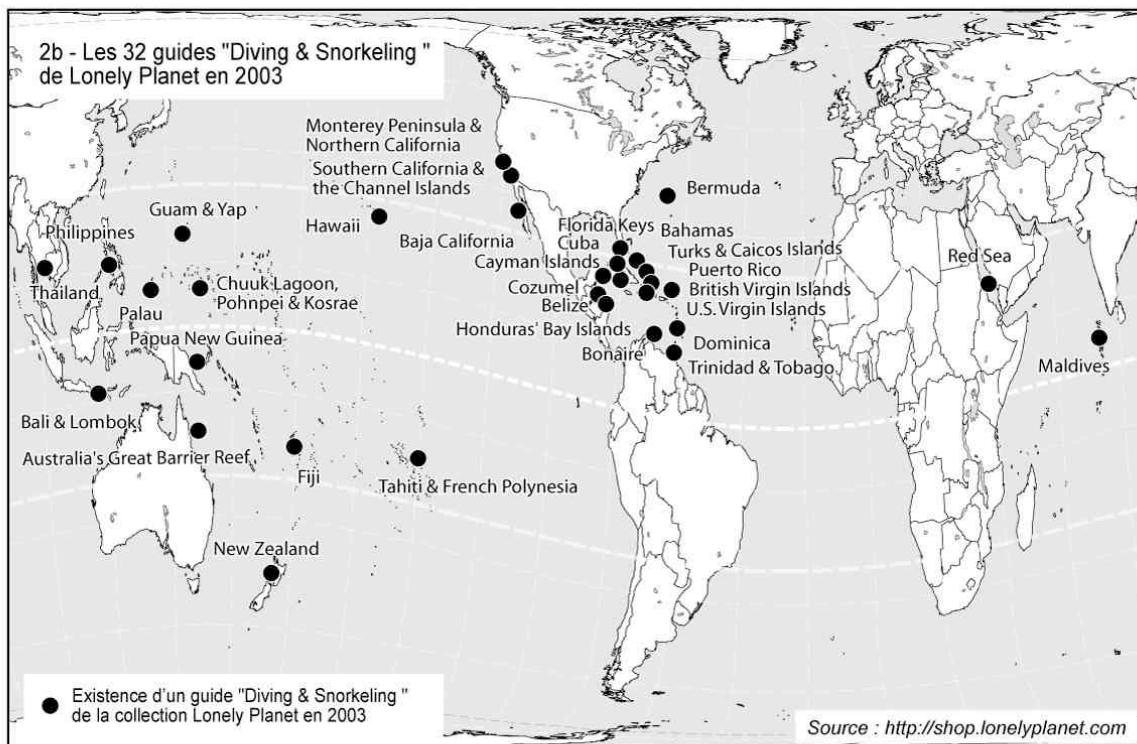 2b - Les 32 guides "Diving & Snorkeling "
de Lonely Planet en 2003
Monterey Peninsula &
Northern California
Southern California &
the Channel Islands
Bermuda
Guam & Yap
Hawaii
Philippines
Baja California
Florida Keys
Bahamas
Cuba
Turks & Caicos Islands
Cayman Islands
Puerto Rico
Red Sea
Thailand
Chuuk Lagoon,
Pohnpei & Kosrae
Cozumel
British Virgin Islands
Palau
Belize
U.S. Virgin Islands
Papua New Guinea
Honduras' Bay Islands
Dominica
Bonaire
Trinidad & Tobago
Maldives
Bali & Lombok
Australia's Great Barrier Reef
Fiji
Tahiti & French Polynesia
New Zealand
Existence d'un guide "Diving & Snorkeling "
de la collection Lonely Planet en 2003
Source : http://shop.lonelyplanet.com